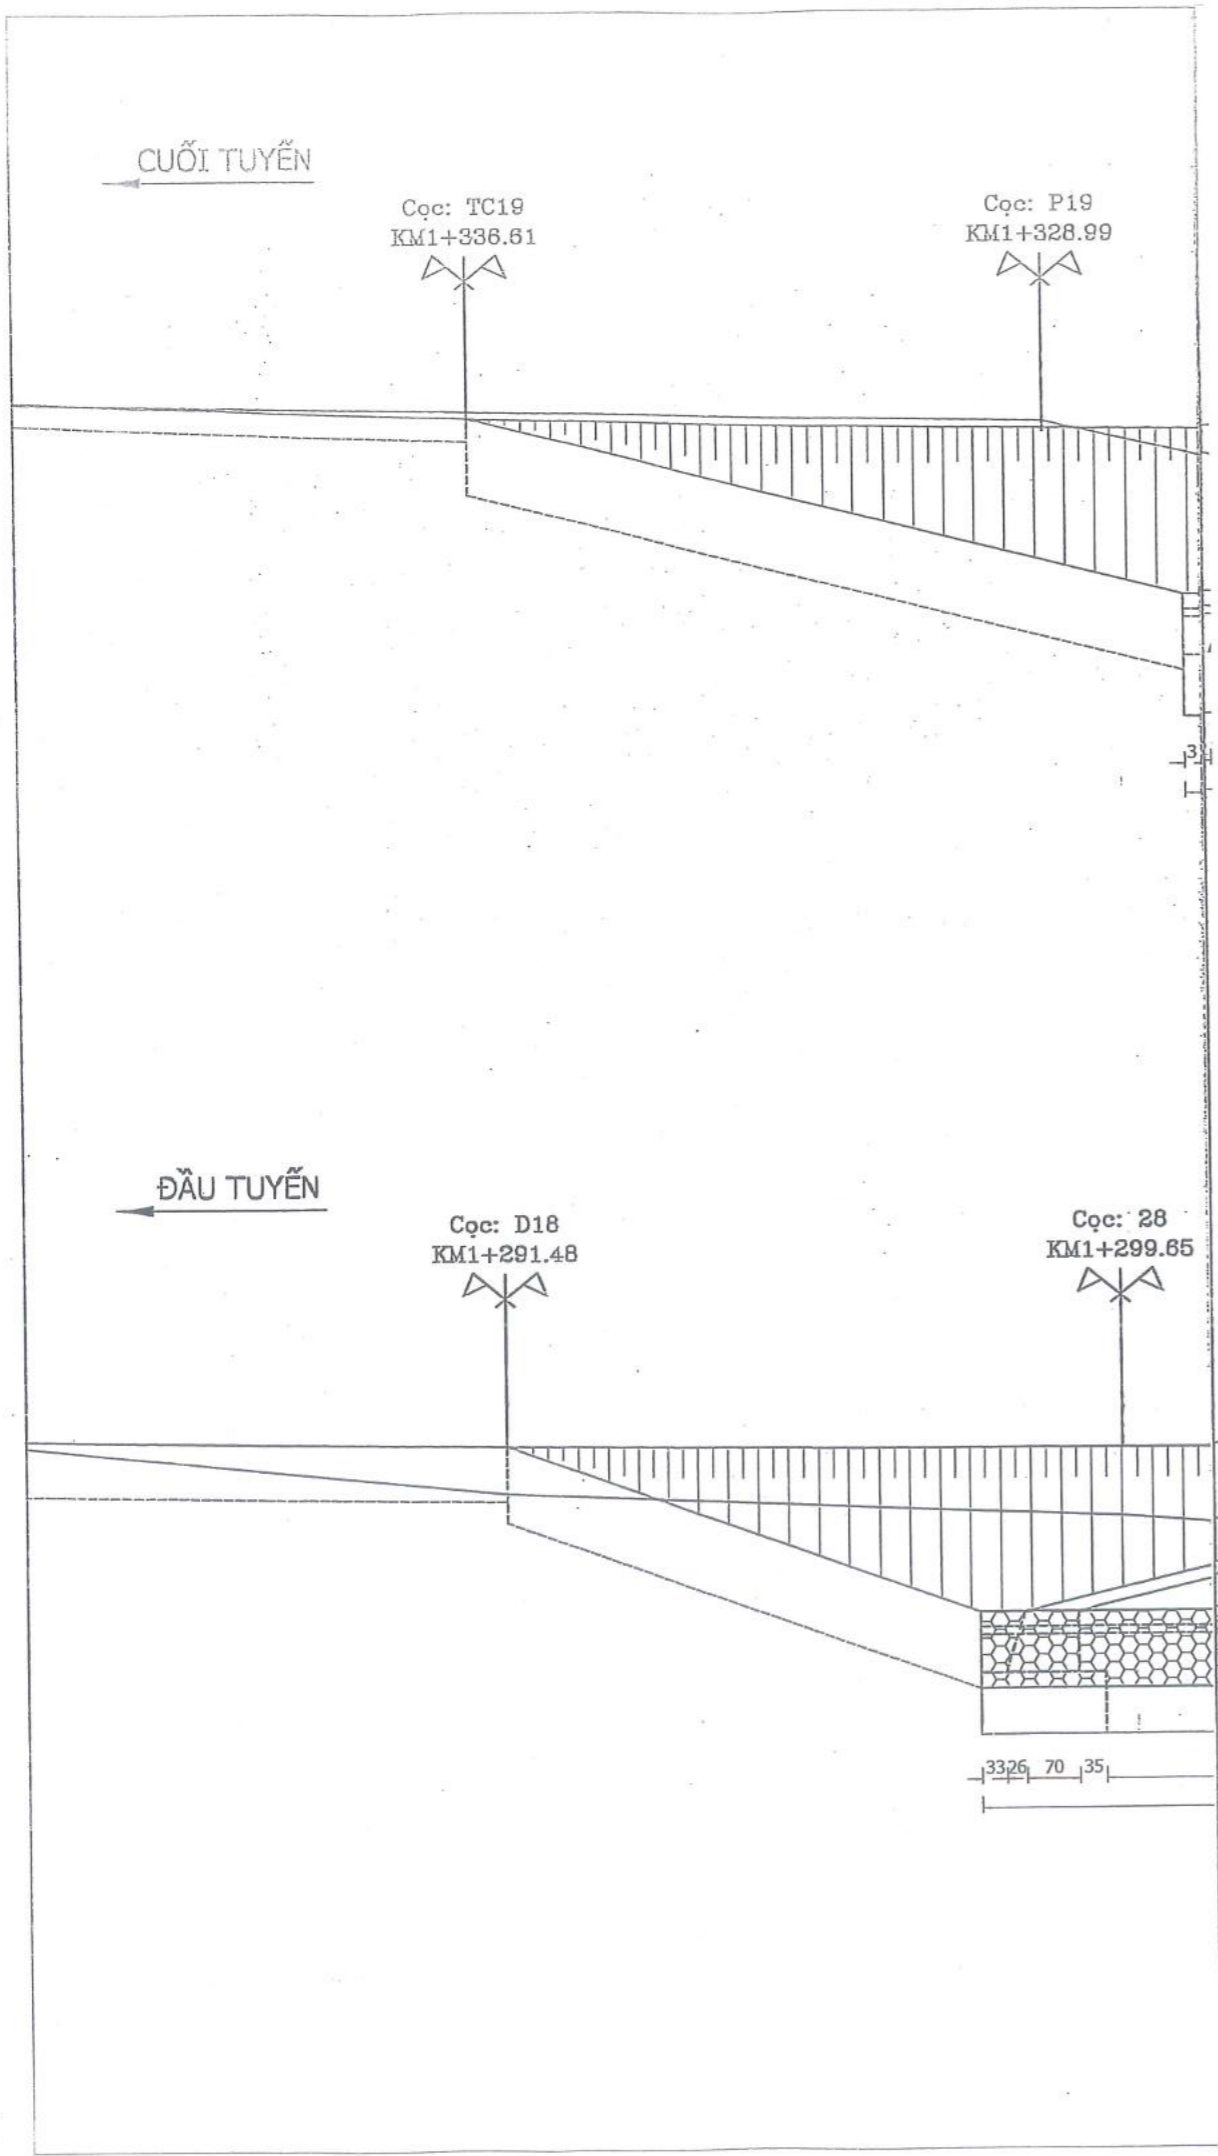 CUỐI TUYẾN
Cọc: TC19
KM1+336.61
Cọc: P19
KM1+328.99
3
ĐẦU TUYẾN
Cọc: D18
KM1+291.48
Cọc: 28
KM1+299.65
33 26 70 35